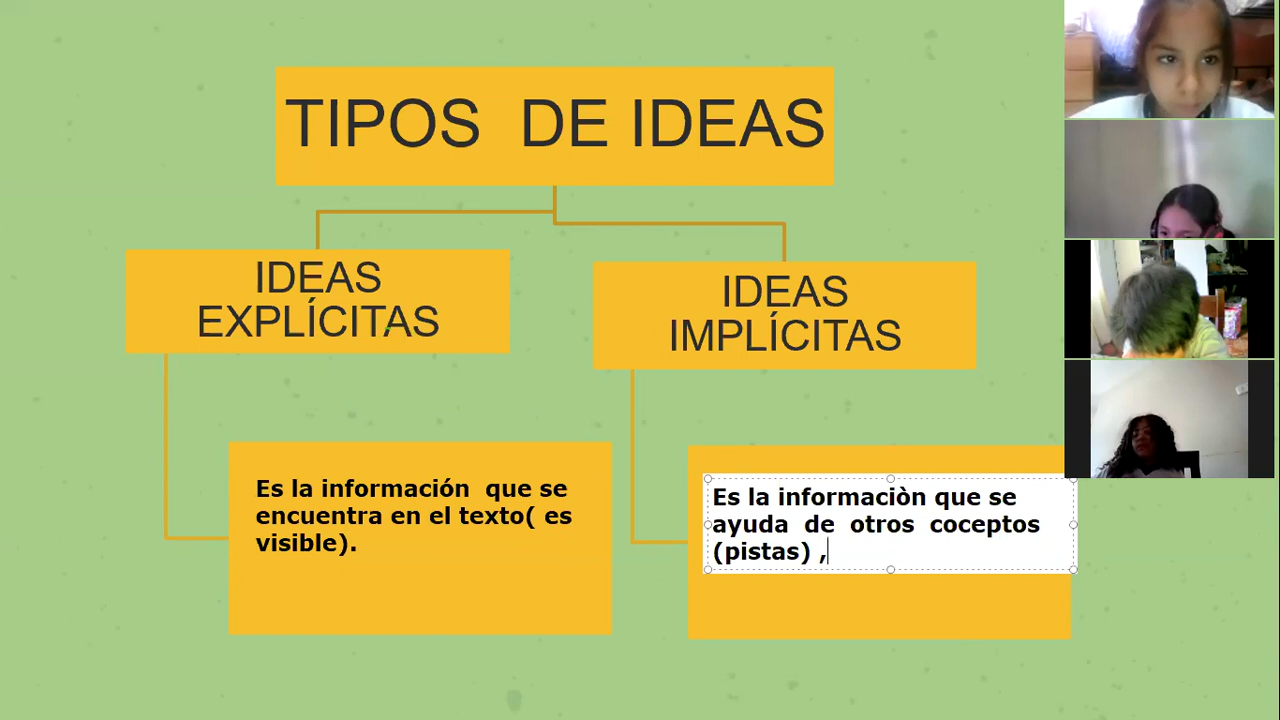 TIPOS DE IDEAS
IDEAS
EXPLÍCITAS
IDEAS
IMPLÍCITAS
Es la información que se
encuentra en el texto( es
visible).
Es la informaciòn que se
ayuda de otros coceptos
(pistas) ,